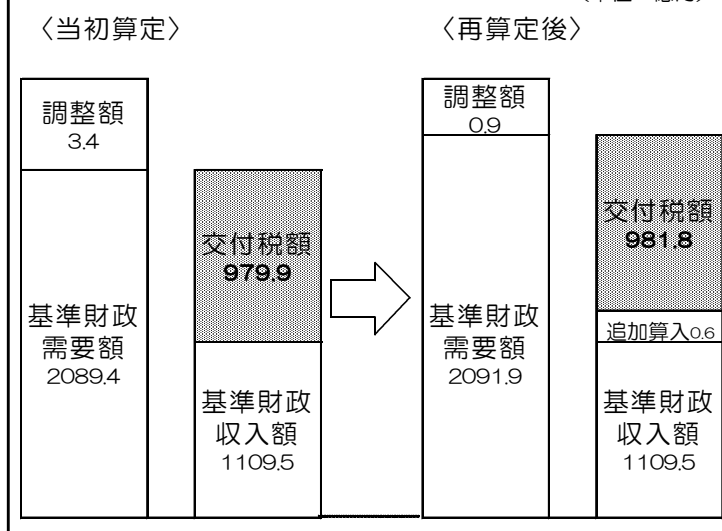 〈当初算定〉
〈再算定後〉
調整額
3.4
交付税額
979.9
基準財政
需要額
2089.4
基準財政
収入額
1109.5
調整額
0.9
交付税額
981.8
基準財政
需要額
2091.9
追加算入0.6
基準財政
収入額
1109.5